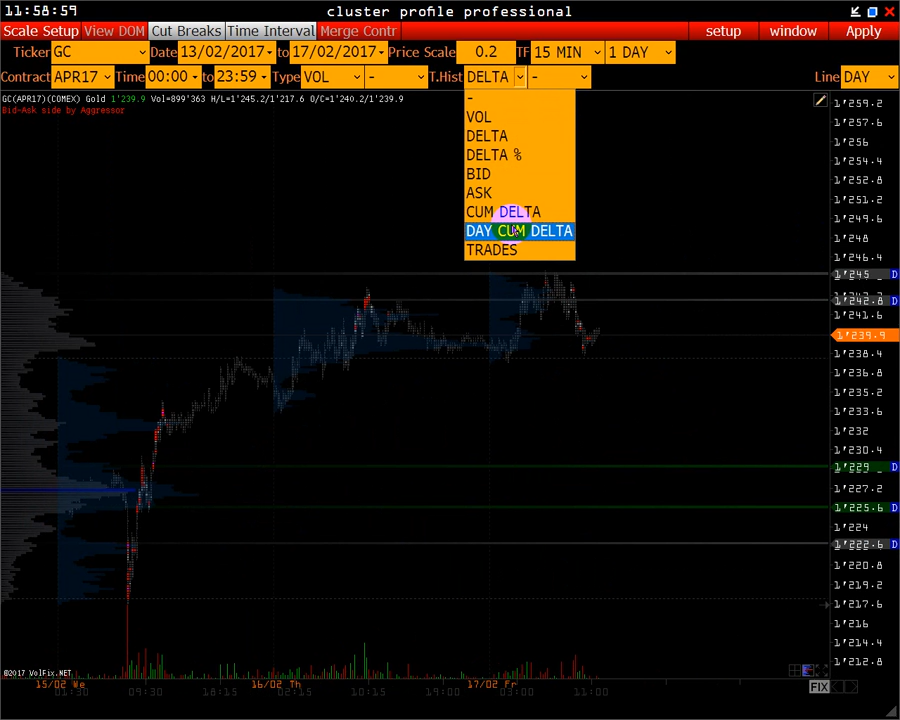 11:58:59 cluster profile professional
Scale Setup View DOM Cut Breaks Time Interval Merge Contr setup window Apply
Ticker GC Date 13/02/2017 to 17/02/2017 Price Scale 0.2 TF 15 MIN 1 DAY
Contract APR17 Time 00:00 to 23:59 Type VOL - T.Hist DELTA - Line DAY
GC(APR17)(COMEX) Gold 1'239.9 Vol=899'363 H/L=1'245.2/1'217.6 O/C=1'240.2/1'239.9
Bid-Ask side by Aggressor
-
VOL
DELTA
DELTA %
BID
ASK
CUM DELTA
DAY CUM DELTA
TRADES
1'259.2
1'257.6
1'256
1'254.4
1'252.8
1'251.2
1'249.6
1'248
1'246.4
1'245 D
1'242.8 D
1'241.6
1'239.9
1'238.4
1'236.8
1'235.2
1'233.6
1'232
1'230.4
1'229 D
1'227.2
1'225.6 D
1'224
1'222.6 D
1'220.8
1'219.2
1'217.6
1'216
1'214.4
1'212.8
©2017 VolFix.NET
FIX
15/02 We 16/02 Th 17/02 Fr
01:30 09:30 18:15 02:15 10:15 19:00 03:00 11:00